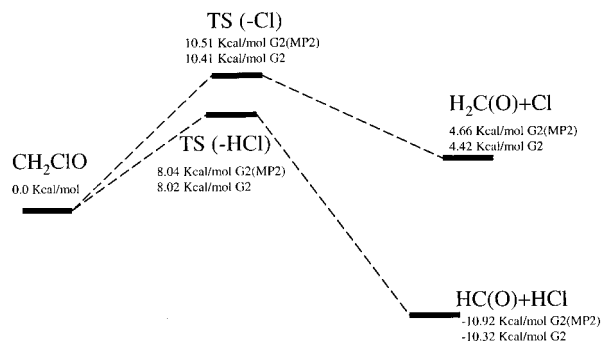 TS (-Cl)
10.51 Kcal/mol G2(MP2)
10.41 Kcal/mol G2
H2C(O)+Cl
4.66 Kcal/mol G2(MP2)
4.42 Kcal/mol G2
TS (-HCl)
8.04 Kcal/mol G2(MP2)
8.02 Kcal/mol G2
CH2ClO
0.0 Kcal/mol
HC(O)+HCl
-10.92 Kcal/mol G2(MP2)
-10.32 Kcal/mol G2